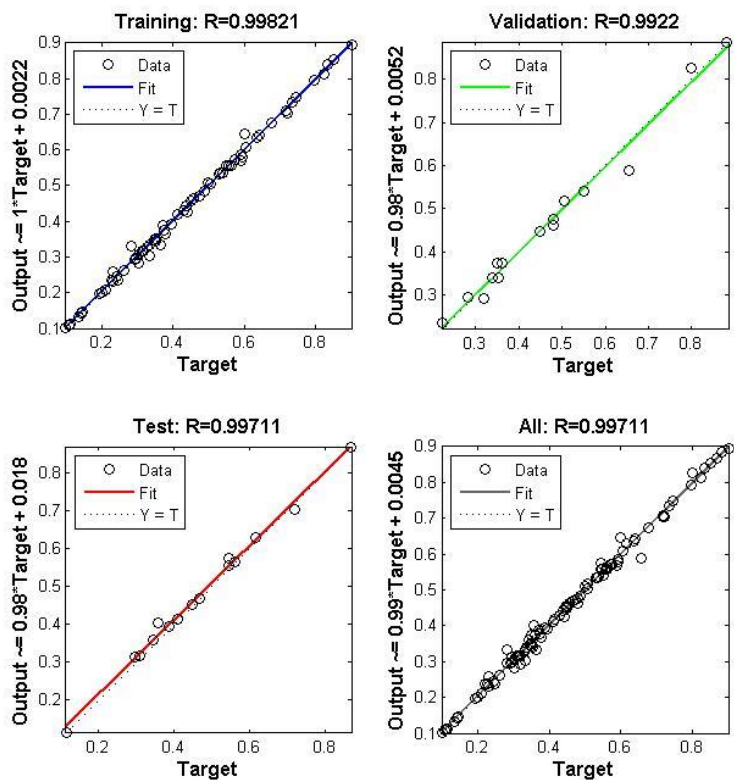 Training: R=0.99821
Output ~= 1*Target + 0.0022
0.9
0.8
0.7
0.6
0.5
0.4
0.3
0.2
0.1
Data
Fit
Y = T
0.2 0.4 0.6 0.8
Target
Validation: R=0.9922
Output ~= 0.98*Target + 0.0052
0.8
0.7
0.6
0.5
0.4
0.3
Data
Fit
Y = T
0.3 0.4 0.5 0.6 0.7 0.8
Target
Test: R=0.99711
Output ~= 0.98*Target + 0.018
0.8
0.7
0.6
0.5
0.4
0.3
0.2
Data
Fit
Y = T
0.2 0.4 0.6 0.8
Target
All: R=0.99711
Output ~= 0.99*Target + 0.0045
0.9
0.8
0.7
0.6
0.5
0.4
0.3
0.2
0.1
Data
Fit
Y = T
0.2 0.4 0.6 0.8
Target